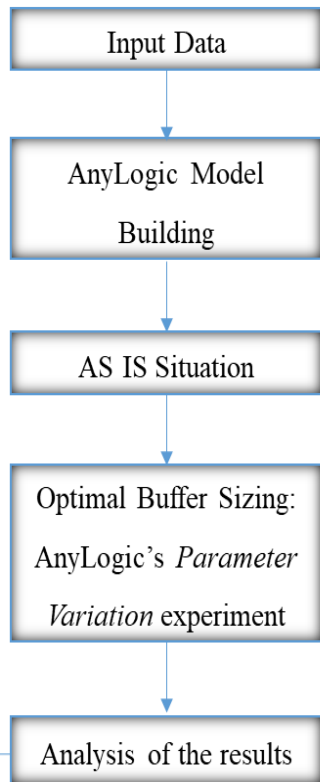 Input Data
AnyLogic Model
Building
AS IS Situation
Optimal Buffer Sizing:
AnyLogic’s Parameter
Variation experiment
Analysis of the results